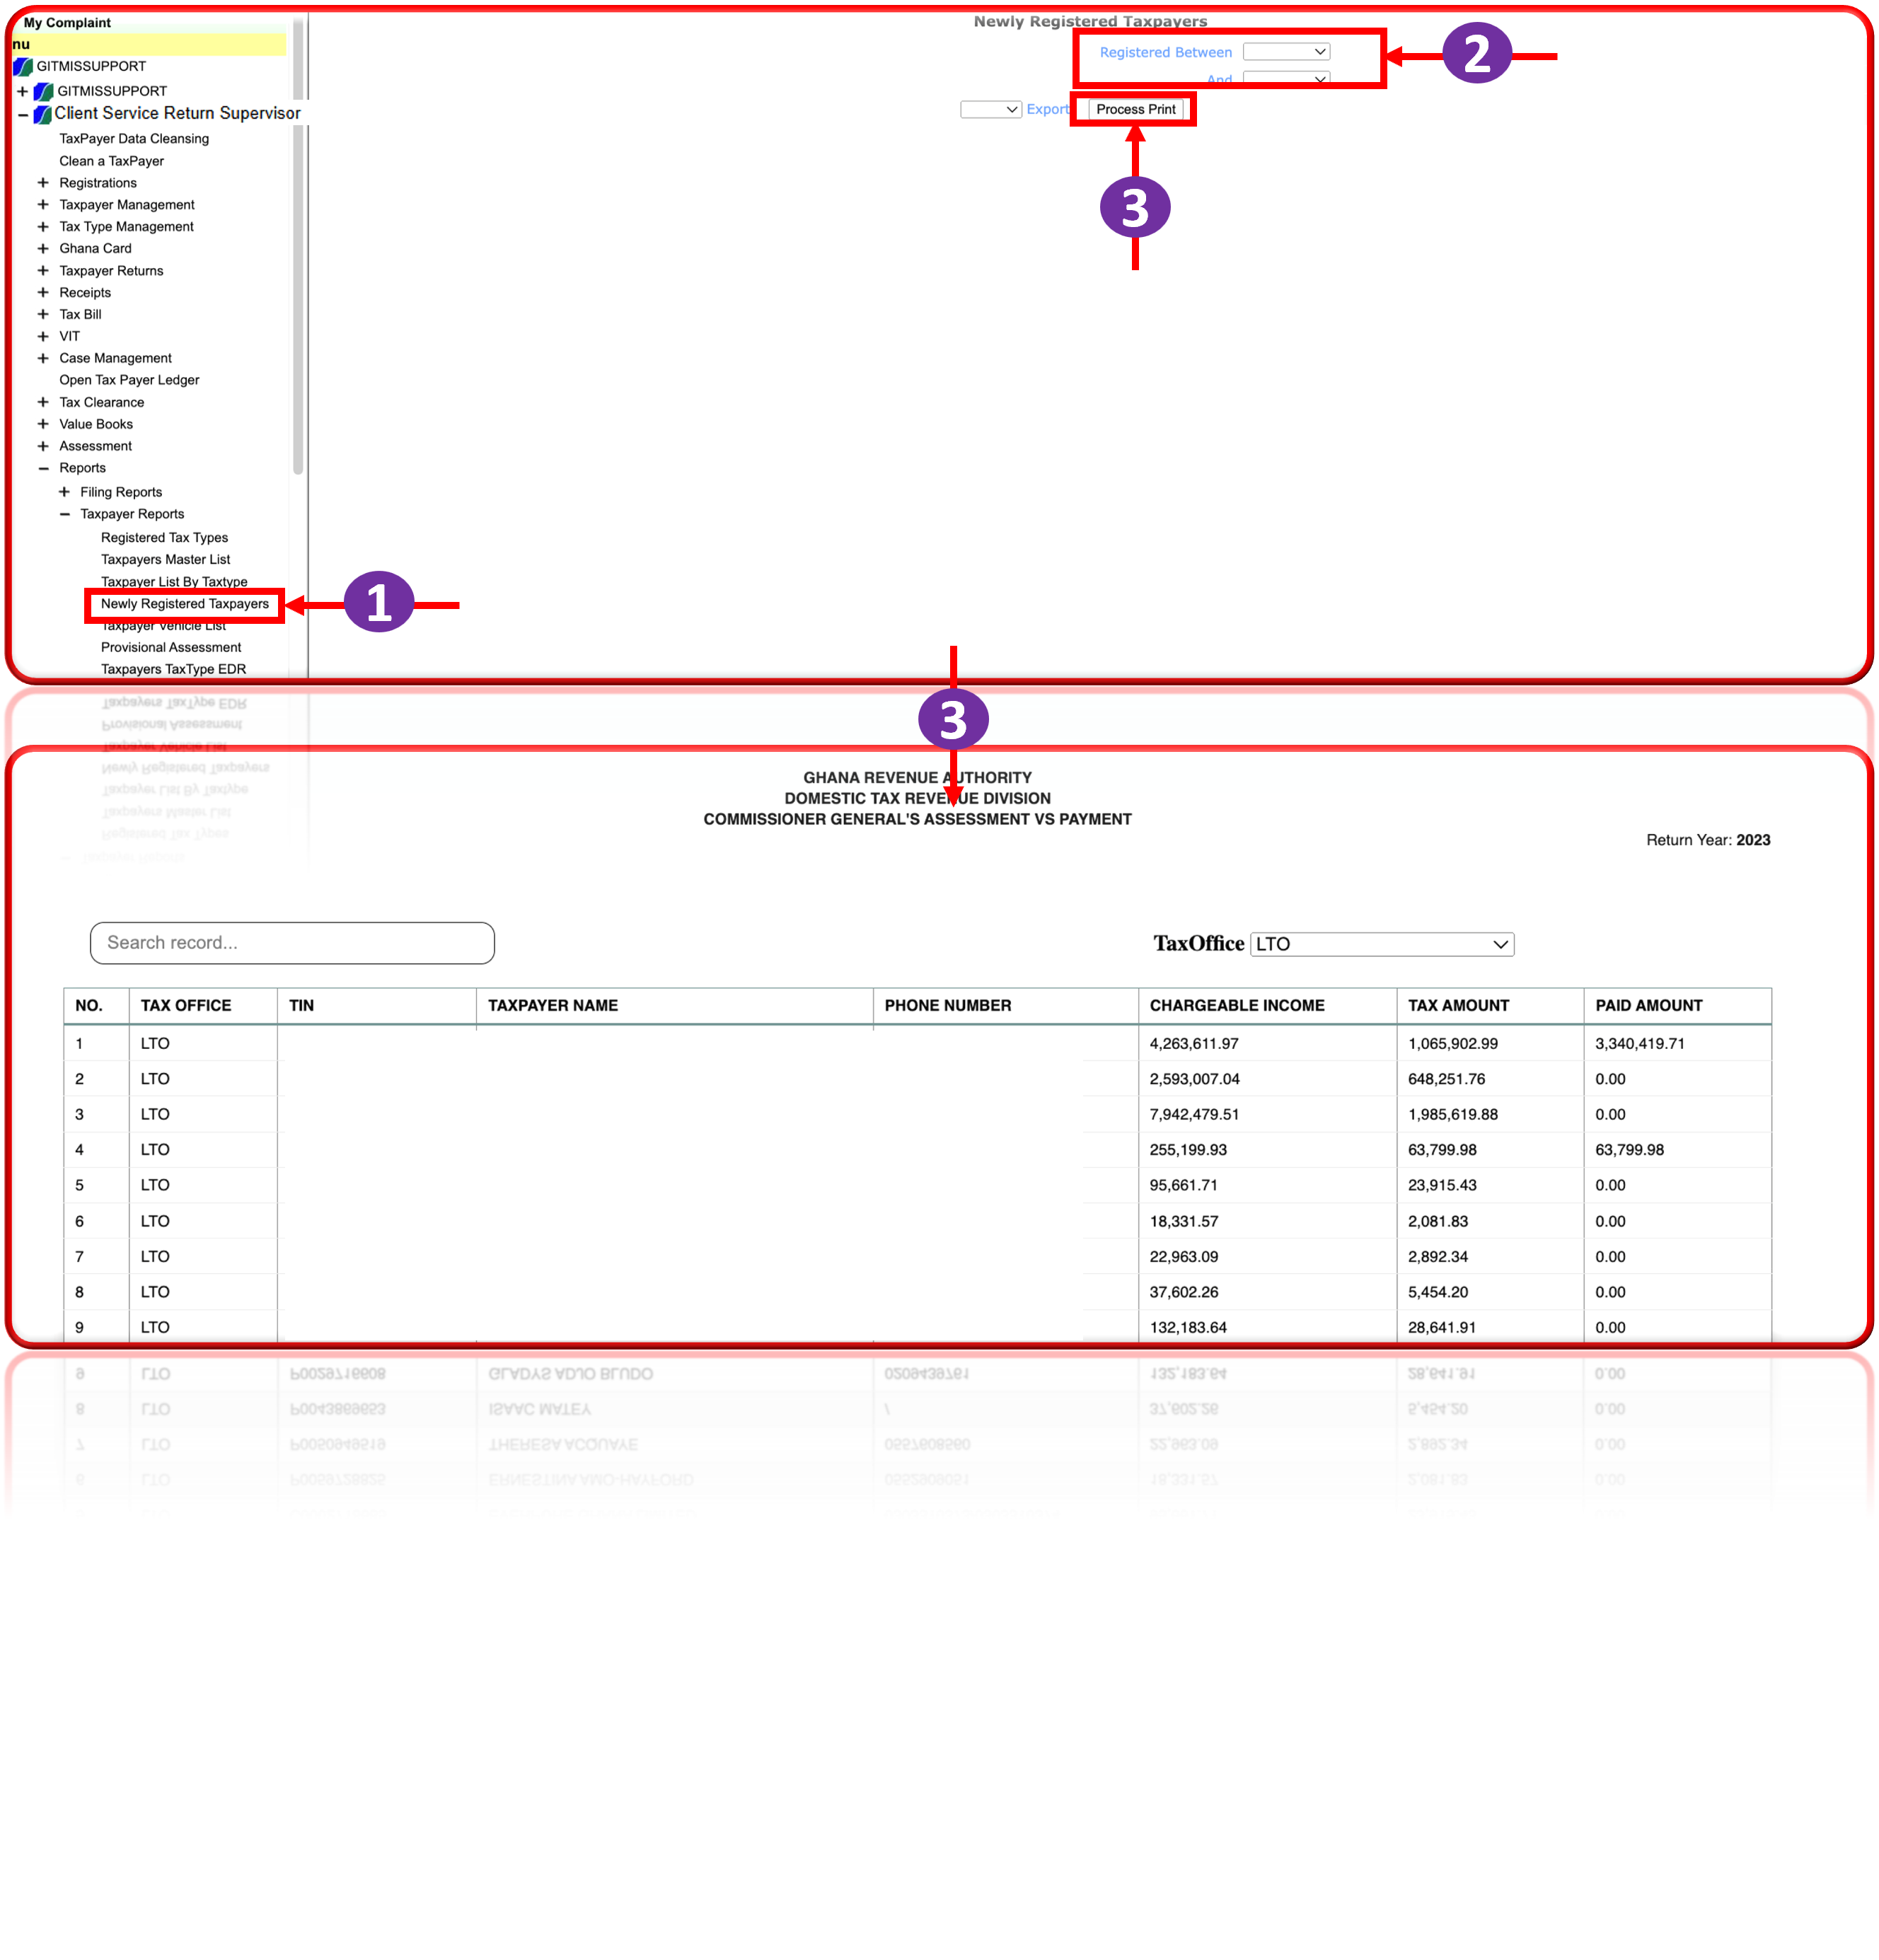 My Complaint
nu
GITMISSUPPORT
GITMISSUPPORT
Client Service Return Supervisor
TaxPayer Data Cleansing
Clean a TaxPayer
Registrations
Taxpayer Management
Tax Type Management
Ghana Card
Taxpayer Returns
Receipts
Tax Bill
VIT
Case Management
Open Tax Payer Ledger
Tax Clearance
Value Books
Assessment
Reports
Filing Reports
Taxpayer Reports
Registered Tax Types
Taxpayers Master List
Taxpayer List By Taxtype
Newly Registered Taxpayers
Taxpayer Vehicle List
Provisional Assessment
Taxpayers TaxType EDR
1
Newly Registered Taxpayers
Registered Between
And
2
Export Process Print
3
3
GHANA REVENUE AUTHORITY
DOMESTIC TAX REVENUE DIVISION
COMMISSIONER GENERAL'S ASSESSMENT VS PAYMENT
Return Year: 2023
Search record...
TaxOffice LTO
NO. TAX OFFICE TIN TAXPAYER NAME PHONE NUMBER CHARGEABLE INCOME TAX AMOUNT PAID AMOUNT
1 LTO 4,263,611.97 1,065,902.99 3,340,419.71
2 LTO 2,593,007.04 648,251.76 0.00
3 LTO 7,942,479.51 1,985,619.88 0.00
4 LTO 255,199.93 63,799.98 63,799.98
5 LTO 95,661.71 23,915.43 0.00
6 LTO 18,331.57 2,081.83 0.00
7 LTO 22,963.09 2,892.34 0.00
8 LTO 37,602.26 5,454.20 0.00
9 LTO 132,183.64 28,641.91 0.00